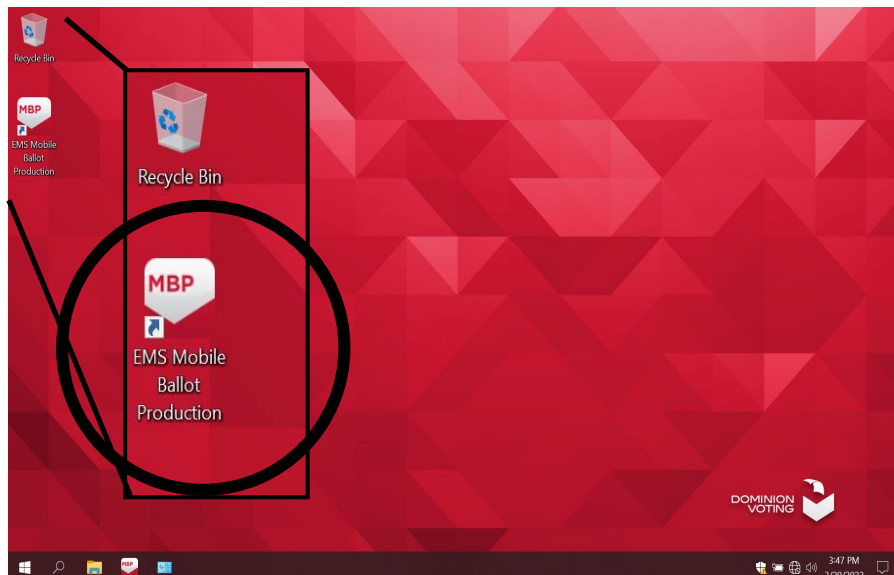 Recycle Bin
MBP
EMS Mobile
Ballot
Production
Recycle Bin
MBP
EMS Mobile
Ballot
Production
DOMINION
VOTING
MBP
3:47 PM